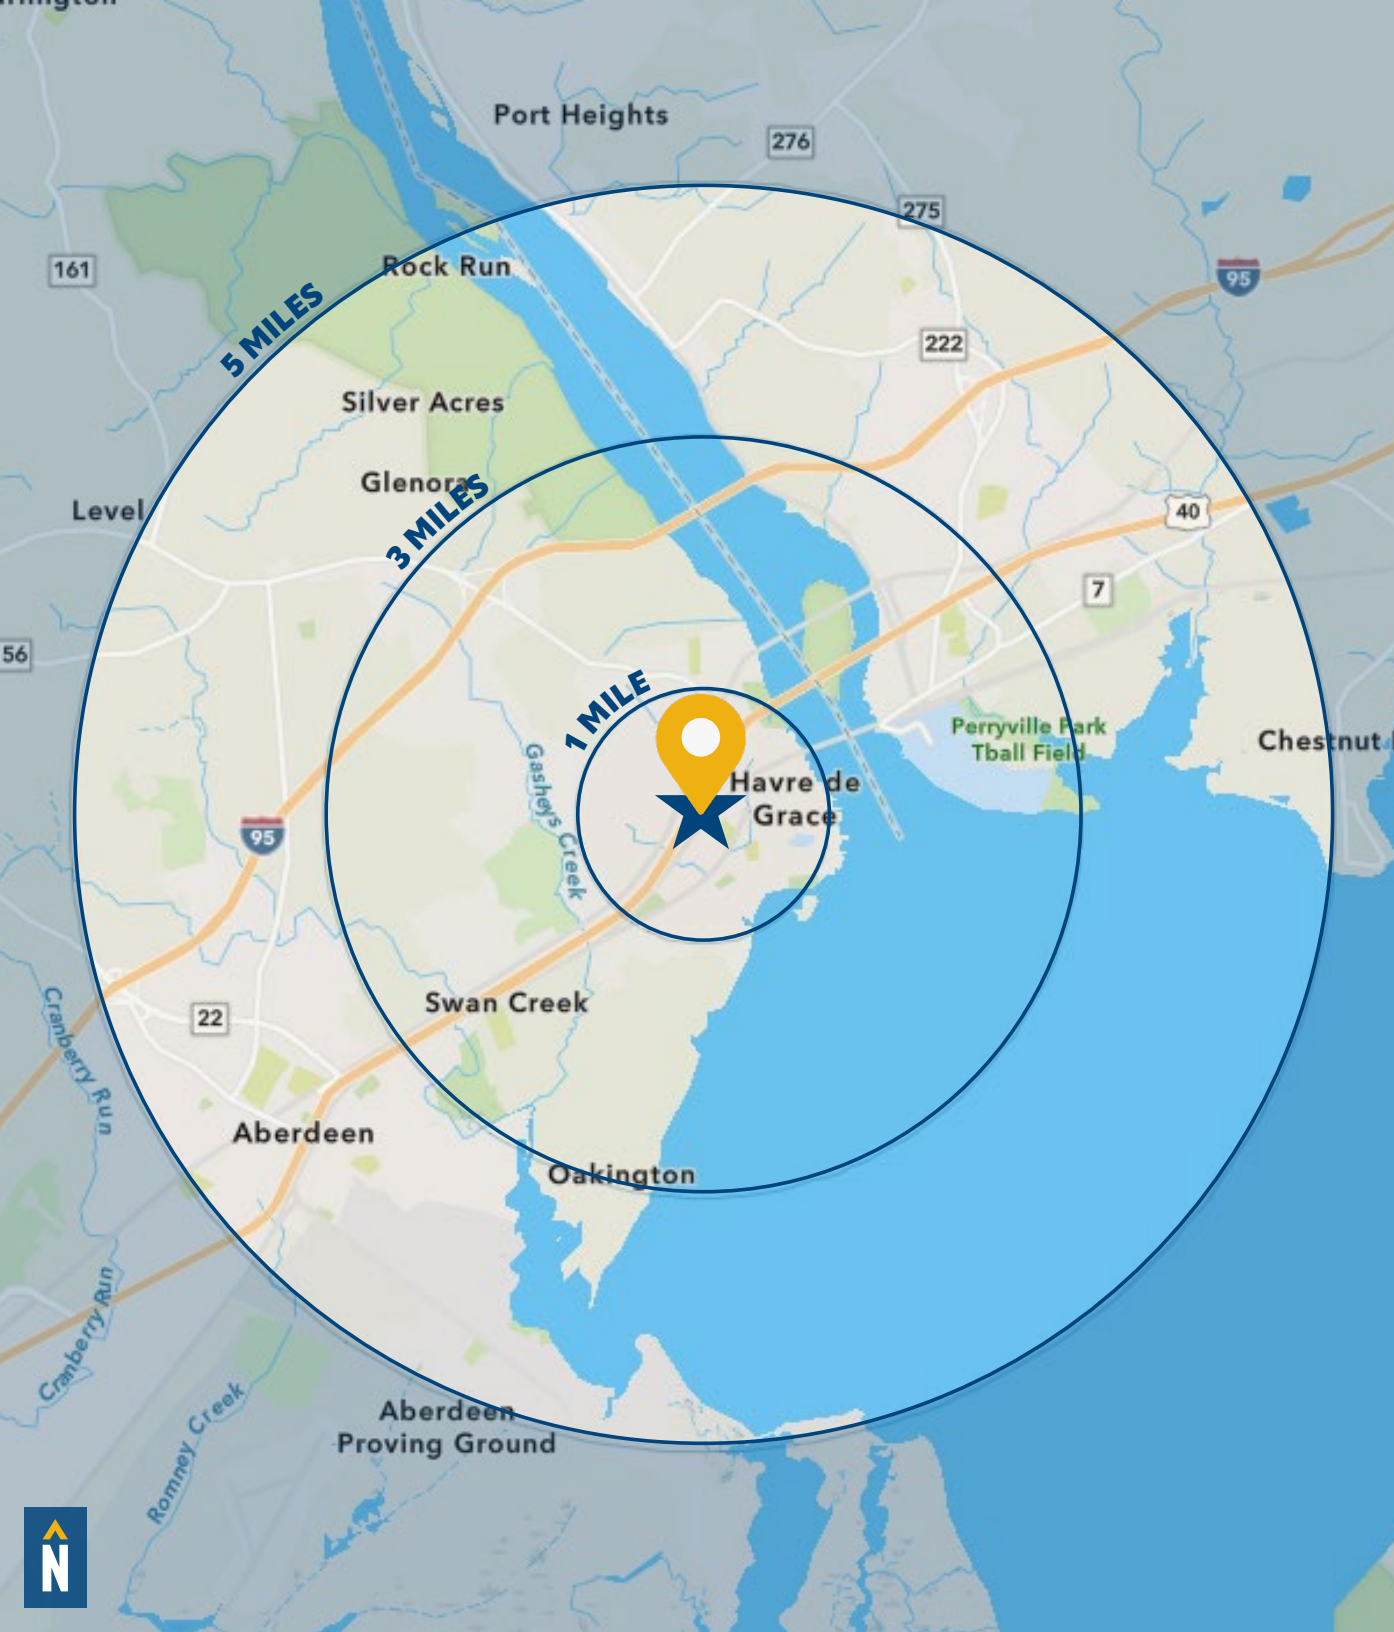 Port Heights
276
275
161
Rock Run
95
5 MILES
222
Silver Acres
Glenora
3 MILES
Level
40
7
56
1 MILE
Perryville Park
Tball Field
Chestnut
Havre de
Grace
Gasheys Creek
95
Swan Creek
22
Cranberry Run
Aberdeen
Oakington
Cranberry Run
Romney Creek
Aberdeen
Proving Ground
N